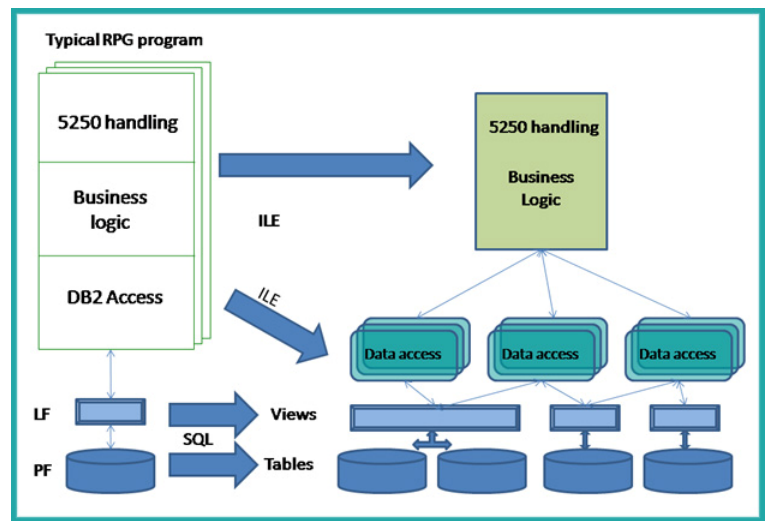 Typical RPG program
5250 handling
Business
logic
DB2 Access
ILE
ILE
5250 handling
Business
Logic
Data access
Data access
Data access
LF
SQL
Views
PF
Tables